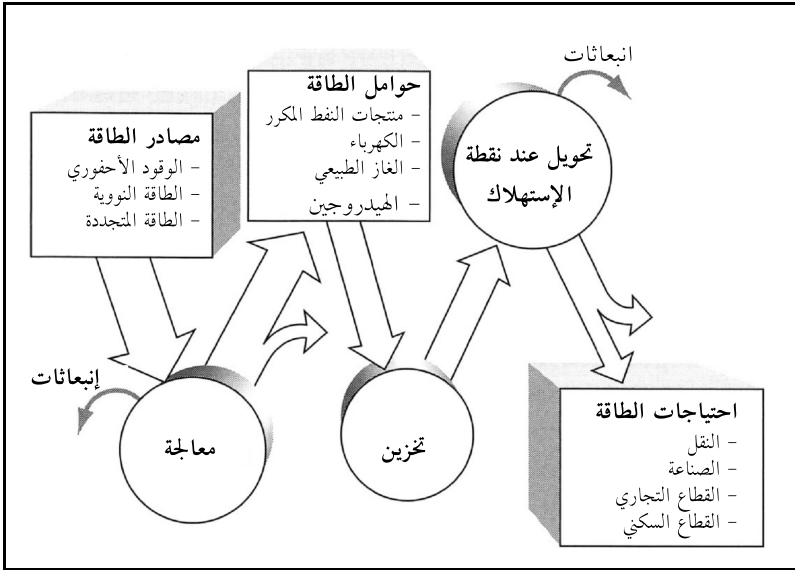 مصادر الطاقة
– الوقود الأحفوري
– الطاقة النووية
– الطاقة المتجددة
إنبعاثات
معالجة
حوامل الطاقة
– منتجات النفط المكرر
– الكهرباء
– الغاز الطبيعي
– الهيدروجين
تخزين
انبعاثات
تحويل عند نقطة
الإستهلاك
احتياجات الطاقة
– النقل
– الصناعة
– القطاع التجاري
– القطاع السكني